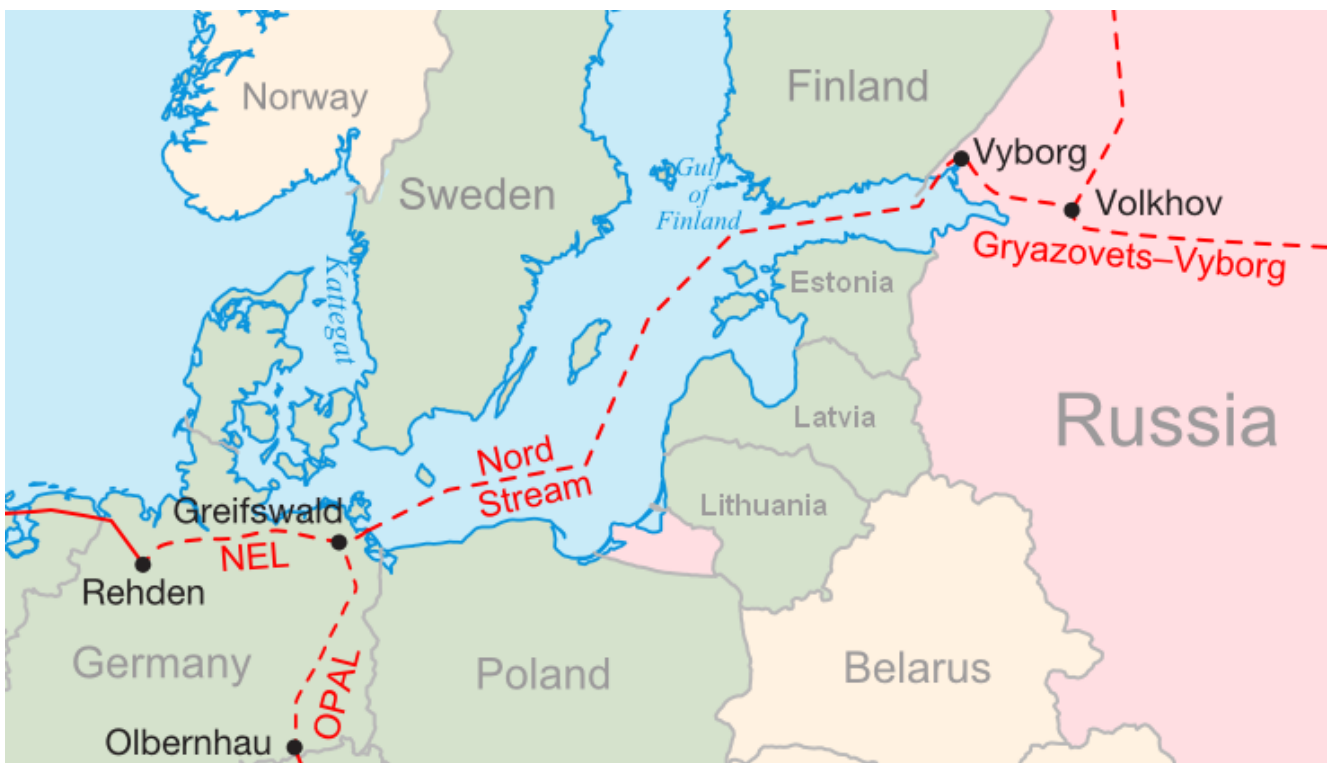 Finland
Norway
Vyborg
Gulf
of
Finland
Sweden
Volkhov
Gryazovets–Vyborg
Kattegat
Estonia
Russia
Latvia
Nord
Stream
Lithuania
Greifswald
NEL
Rehden
Germany
Poland
Belarus
OPAL
Olbernhau